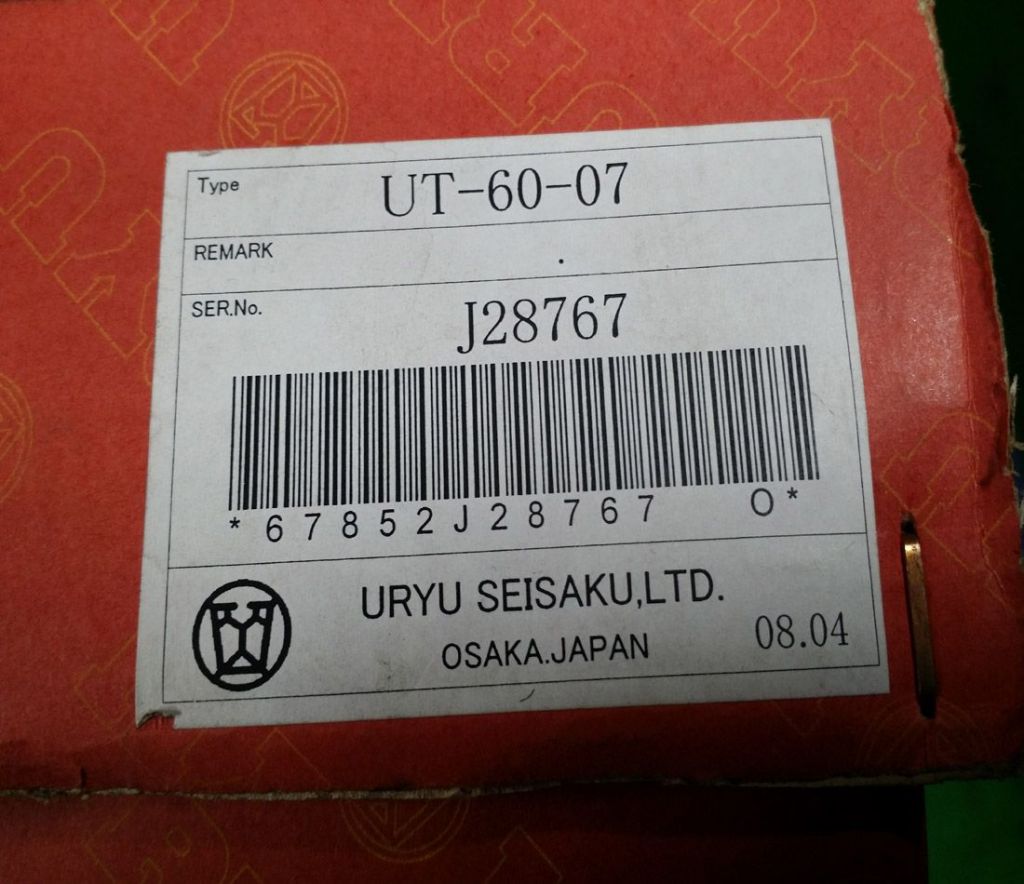 Type UT-60-07
REMARK
SER.No. J28767
*67852J28767 O*
URYU SEISAKU,LTD.
OSAKA.JAPAN 08.04